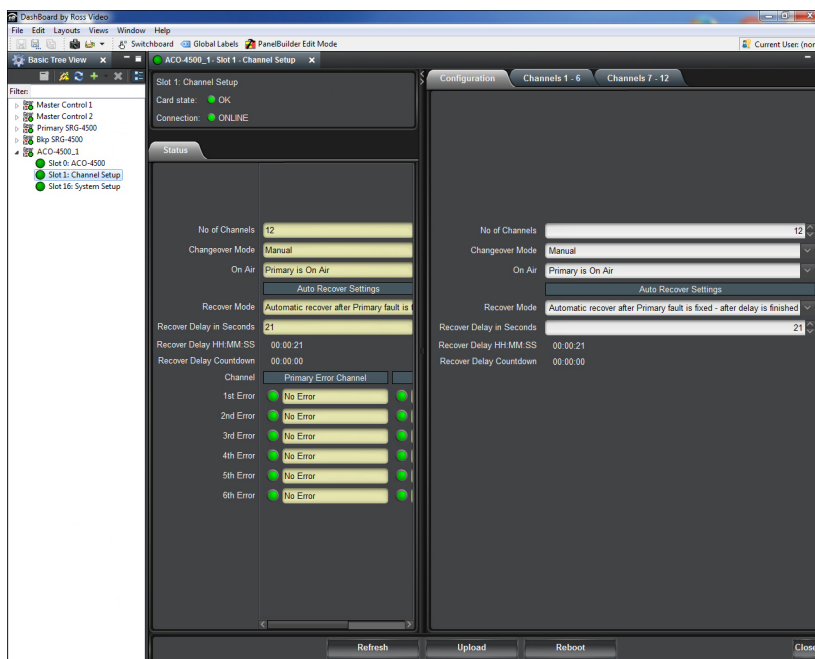 DashBoard by Ross Video
File Edit Layouts Views Window Help
Switchboard Global Labels PanelBuilder Edit Mode
Current User: (nor
Basic Tree View
Filter:
Master Control 1
Master Control 2
Primary SRG-4500
Bkp SRG-4500
ACO-4500_1
Slot 0: ACO-4500
Slot 1: Channel Setup
Slot 16: System Setup
ACO-4500_1 - Slot 1 - Channel Setup
Slot 1: Channel Setup
Card state: OK
Connection: ONLINE
Status
No of Channels 12
Changeover Mode Manual
On Air Primary is On Air
Auto Recover Settings
Recover Mode Automatic recover after Primary fault is
Recover Delay in Seconds 21
Recover Delay HH:MM:SS 00:00:21
Recover Delay Countdown 00:00:00
Channel Primary Error Channel
1st Error No Error
2nd Error No Error
3rd Error No Error
4th Error No Error
5th Error No Error
6th Error No Error
Configuration Channels 1 - 6 Channels 7 - 12
No of Channels 12
Changeover Mode Manual
On Air Primary is On Air
Auto Recover Settings
Recover Mode Automatic recover after Primary fault is fixed - after delay is finished
Recover Delay in Seconds 21
Recover Delay HH:MM:SS 00:00:21
Recover Delay Countdown 00:00:00
Refresh Upload Reboot Close